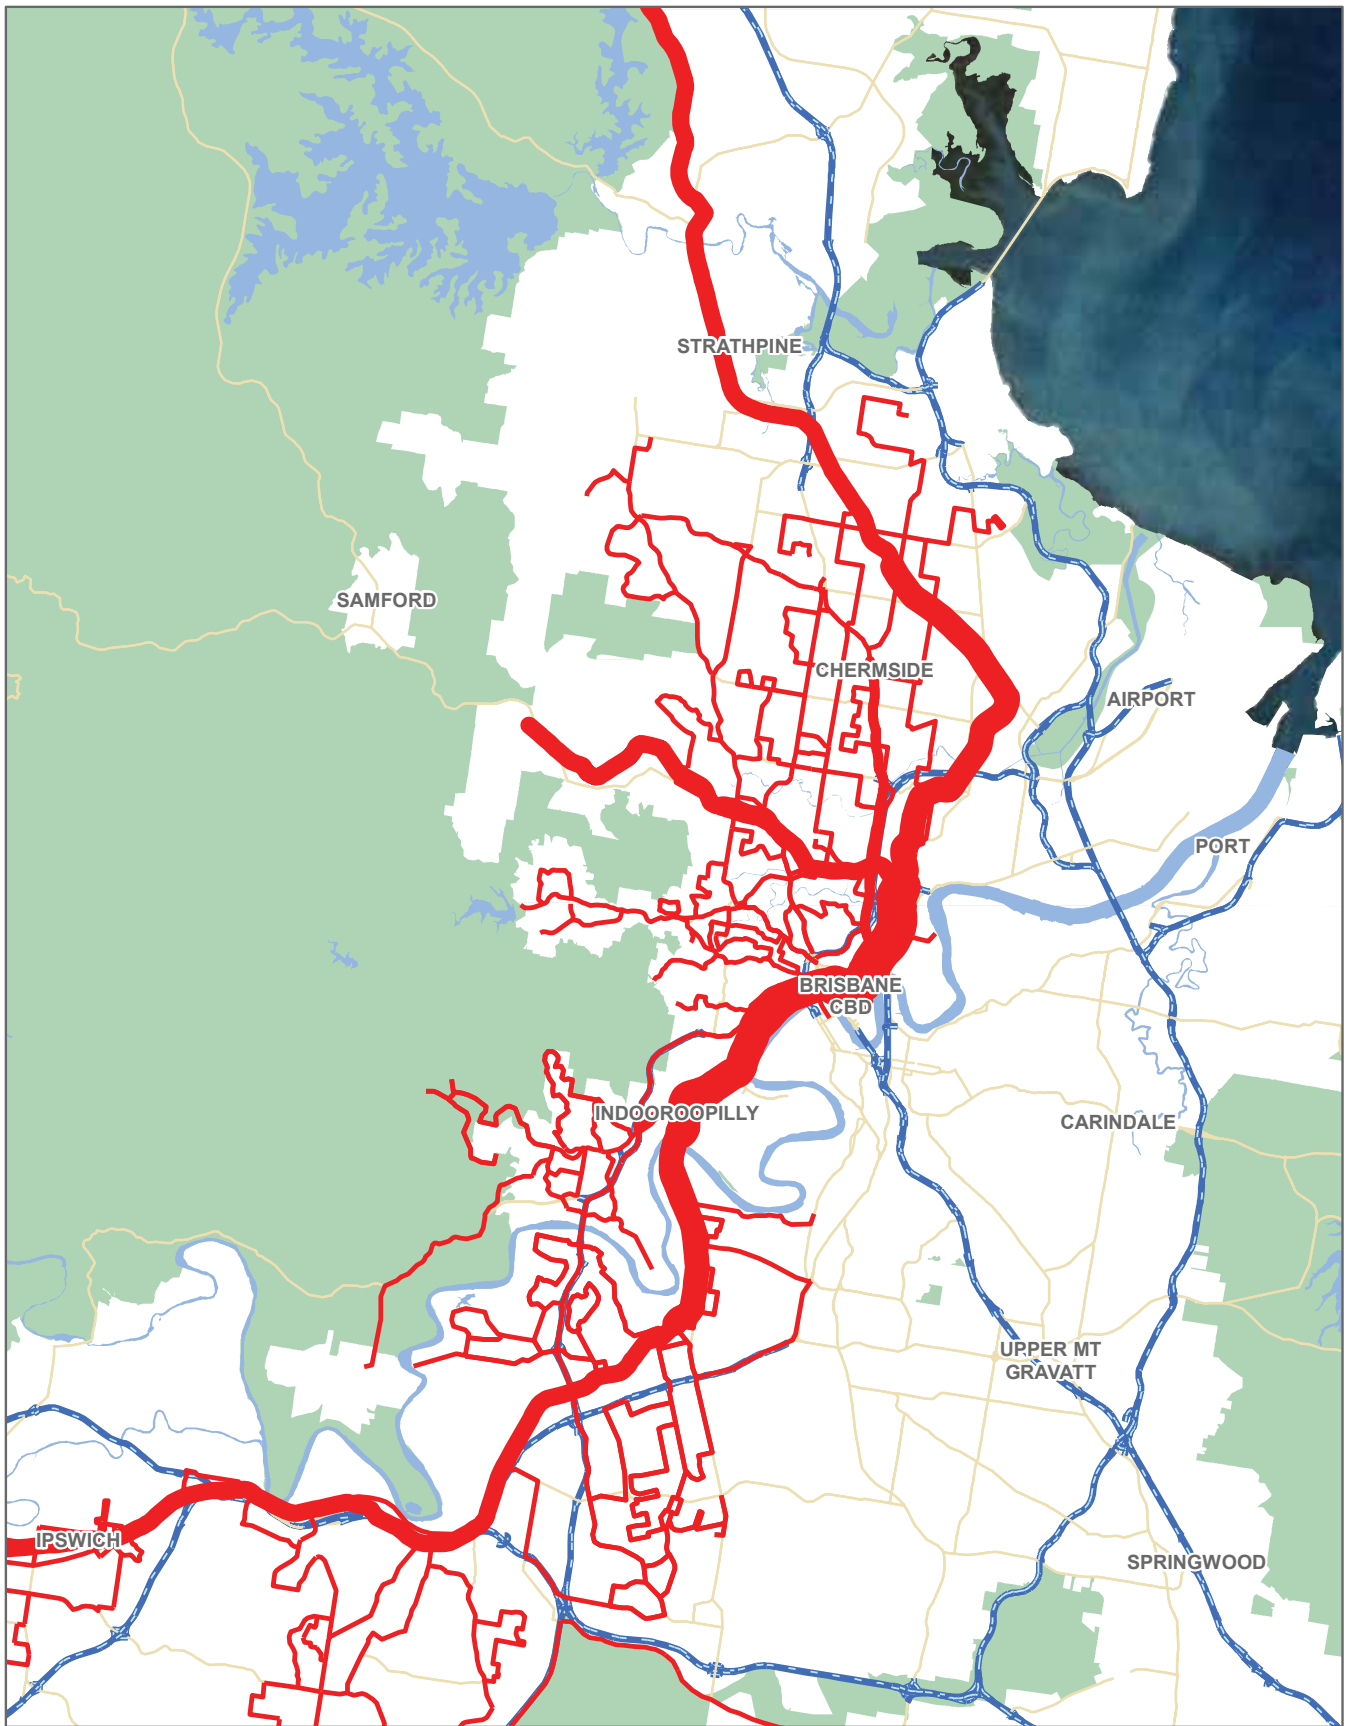 STRATHPINE
SAMFORD
CHERMSIDE
AIRPORT
PORT
BRISBANE
CBD
INDOOROOPILLY
CARINDALE
UPPER MT
GRAVATT
IPSWICH
SPRINGWOOD